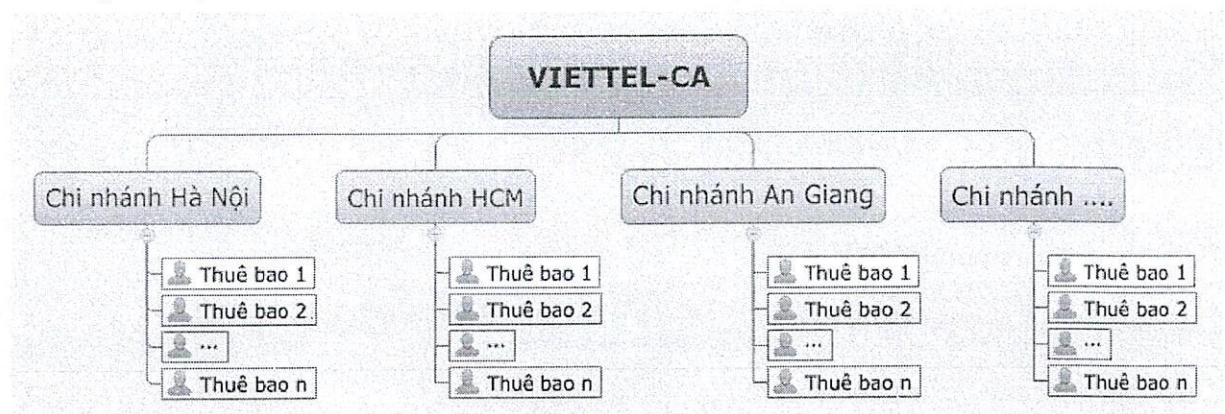 VIETTEL-CA
Chi nhánh Hà Nội
Chi nhánh HCM
Chi nhánh An Giang
Chi nhánh ....
Thuê bao 1
Thuê bao 2
...
Thuê bao n
Thuê bao 1
Thuê bao 2
...
Thuê bao n
Thuê bao 1
Thuê bao 2
...
Thuê bao n
Thuê bao 1
Thuê bao 2
...
Thuê bao n